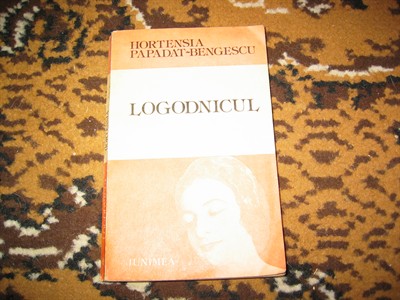 HORTENSIA
PAPADAT-BENGESCU
LOGODNICUL
JUNIMEA